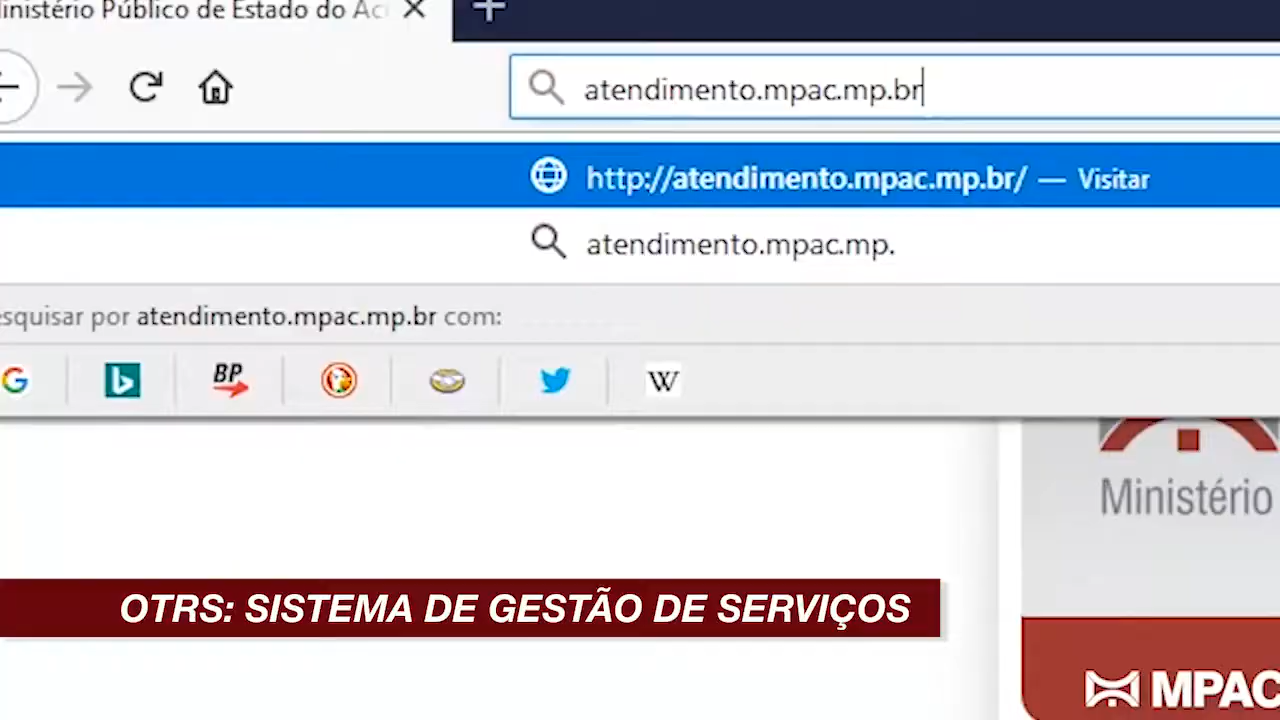 inistério Público de Estado do Ac
atendimento.mpac.mp.br
http://atendimento.mpac.mp.br/ — Visitar
atendimento.mpac.mp.
esquisar por atendimento.mpac.mp.br com:
BP
W
Ministério
OTRS: SISTEMA DE GESTÃO DE SERVIÇOS
MPAC